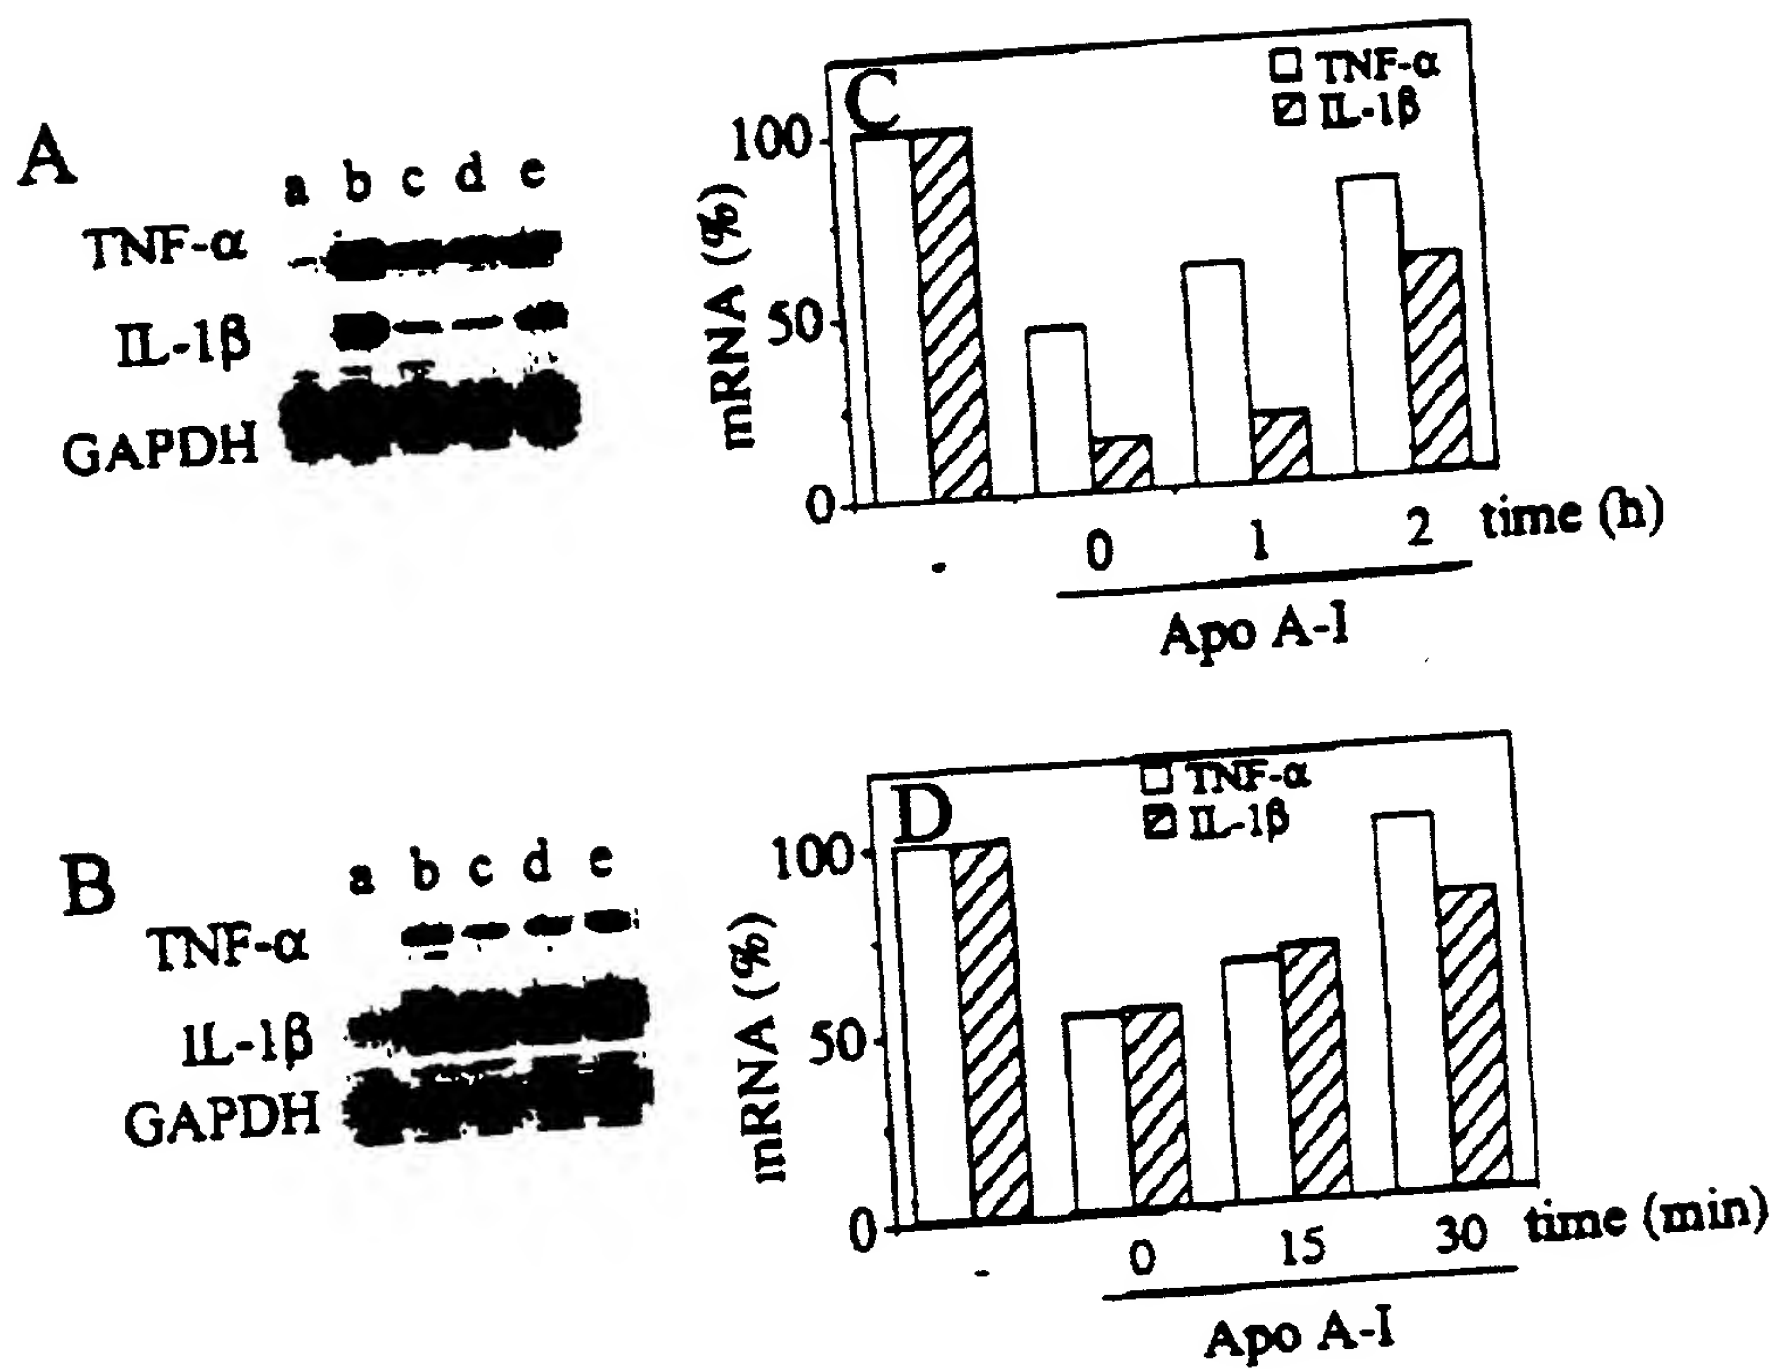 A
a b c d e
TNF-α
IL-1β
GAPDH
C
TNF-α
IL-1β
100
50
0
mRNA (%)
- 0 1 2 time (h)
Apo A-I
B
a b c d e
TNF-α
IL-1β
GAPDH
D
TNF-α
IL-1β
100
50
0
mRNA (%)
- 0 15 30 time (min)
Apo A-I